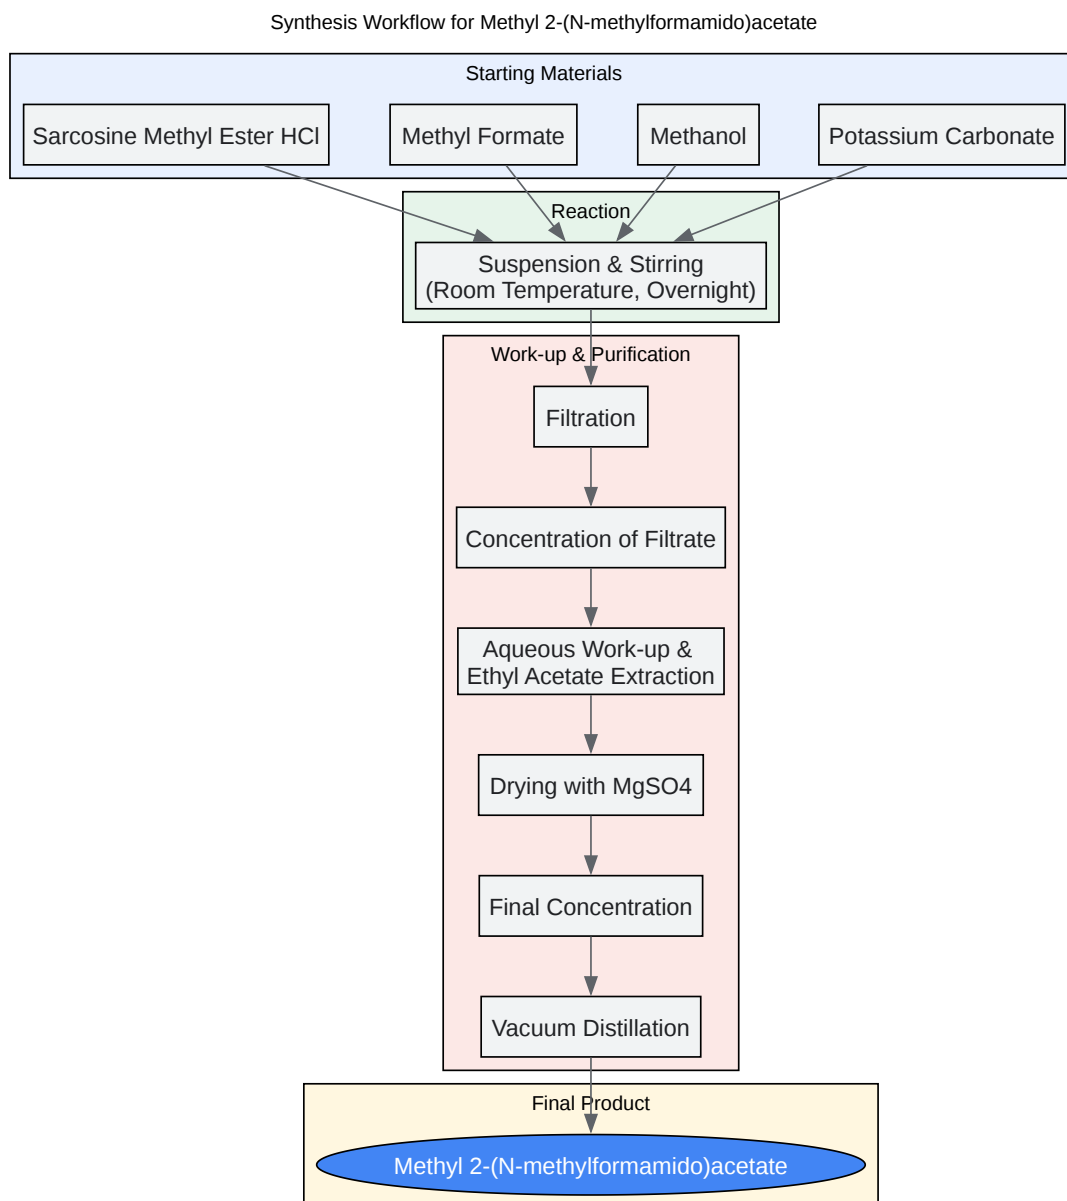 Synthesis Workflow for Methyl 2-(N-methylformamido)acetate
Starting Materials
Sarcosine Methyl Ester HCl
Methyl Formate
Methanol
Potassium Carbonate
Reaction
Suspension & Stirring
(Room Temperature, Overnight)
Work-up & Purification
Filtration
Concentration of Filtrate
Aqueous Work-up &
Ethyl Acetate Extraction
Drying with MgSO4
Final Concentration
Vacuum Distillation
Final Product
Methyl 2-(N-methylformamido)acetate